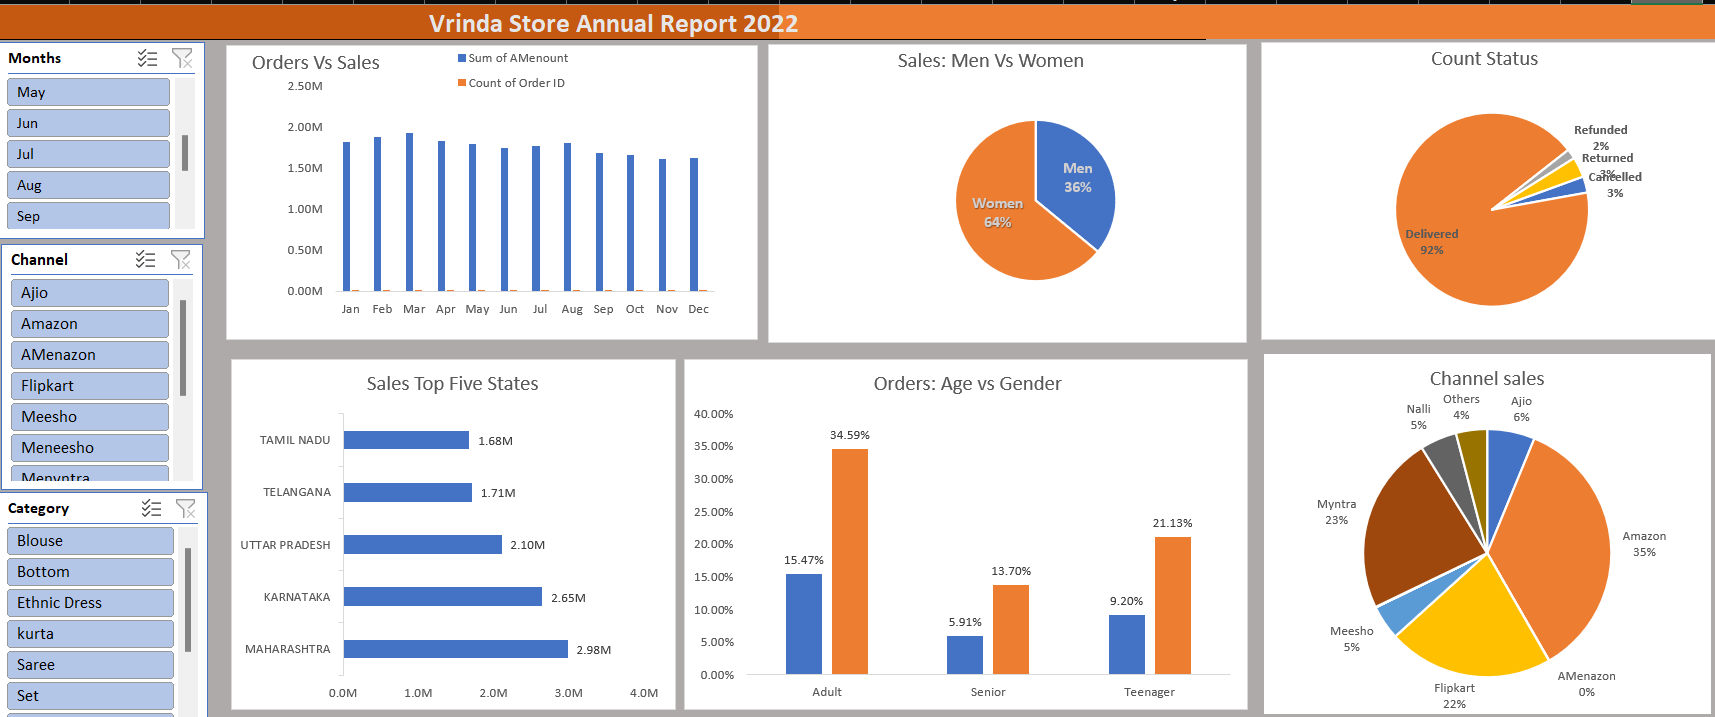 Vrinda Store Annual Report 2022
Months
May
Jun
Jul
Aug
Sep
Channel
Ajio
Amazon
AMenazon
Flipkart
Meesho
Meneesho
Menyntra
Category
Blouse
Bottom
Ethnic Dress
kurta
Saree
Set
Orders Vs Sales
Sum of AMenount
Count of Order ID
2.50M
2.00M
1.50M
1.00M
0.50M
0.00M
Jan Feb Mar Apr May Jun Jul Aug Sep Oct Nov Dec
Sales: Men Vs Women
Men
36%
Women
64%
Count Status
Refunded
2%
Returned
3%
Cancelled
3%
Delivered
92%
Sales Top Five States
TAMIL NADU 1.68M
TELANGANA 1.71M
UTTAR PRADESH 2.10M
KARNATAKA 2.65M
MAHARASHTRA 2.98M
0.0M 1.0M 2.0M 3.0M 4.0M
Orders: Age vs Gender
40.00%
35.00%
30.00%
25.00%
20.00%
15.00%
10.00%
5.00%
0.00%
15.47% 34.59%
5.91% 13.70%
9.20% 21.13%
Adult Senior Teenager
Channel sales
Ajio
6%
Amazon
35%
AMenazon
0%
Flipkart
22%
Meesho
5%
Myntra
23%
Nalli
5%
Others
4%